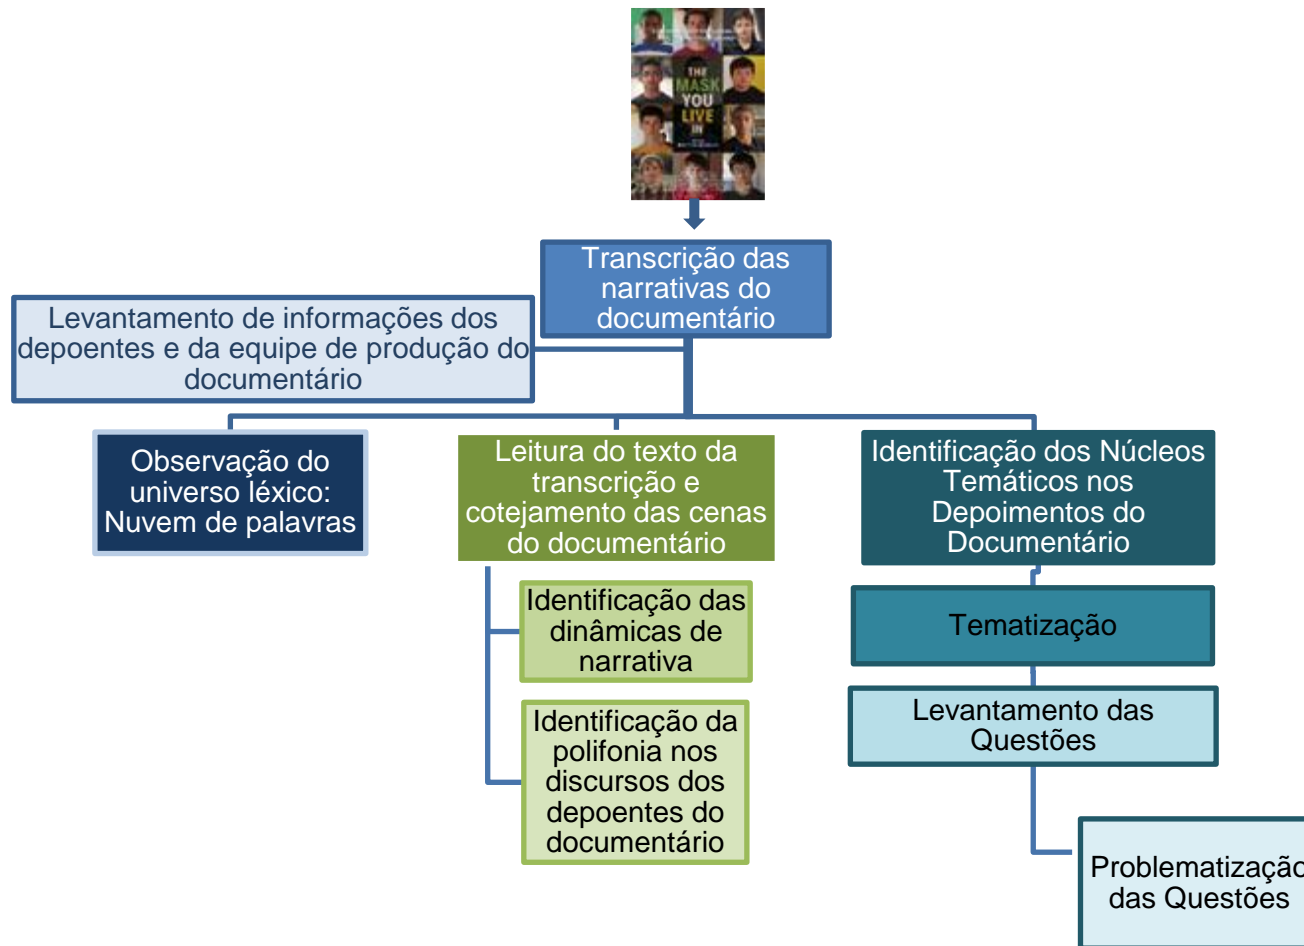 THE
MASK
YOU
LIVE
IN
Transcrição das
narrativas do
documentário
Levantamento de informações dos
depoentes e da equipe de produção do
documentário
Observação do
universo léxico:
Nuvem de palavras
Leitura do texto da
transcrição e
cotejamento das cenas
do documentário
Identificação das
dinâmicas de
narrativa
Identificação da
polifonia nos
discursos dos
depoentes do
documentário
Identificação dos Núcleos
Temáticos nos
Depoimentos do
Documentário
Tematização
Levantamento das
Questões
Problematização
das Questões